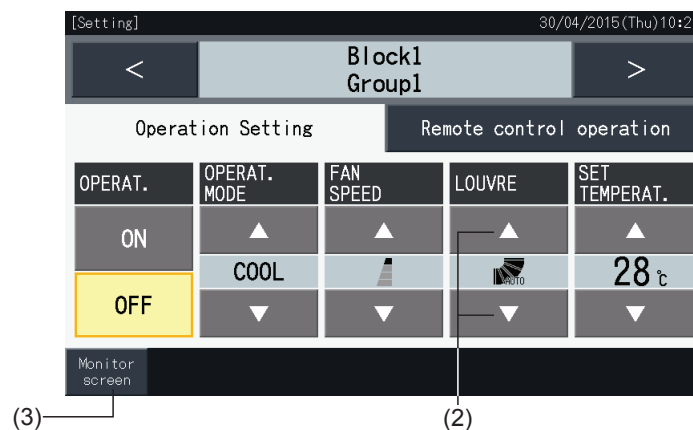 [Setting] 30/04/2015(Thu)10:2
< Block1 >
Group1
Operation Setting Remote control operation
OPERAT. OPERAT. MODE FAN SPEED LOUVRE SET TEMPERAT.
ON
COOL AUTO 28℃
OFF
Monitor
screen
(3) (2)